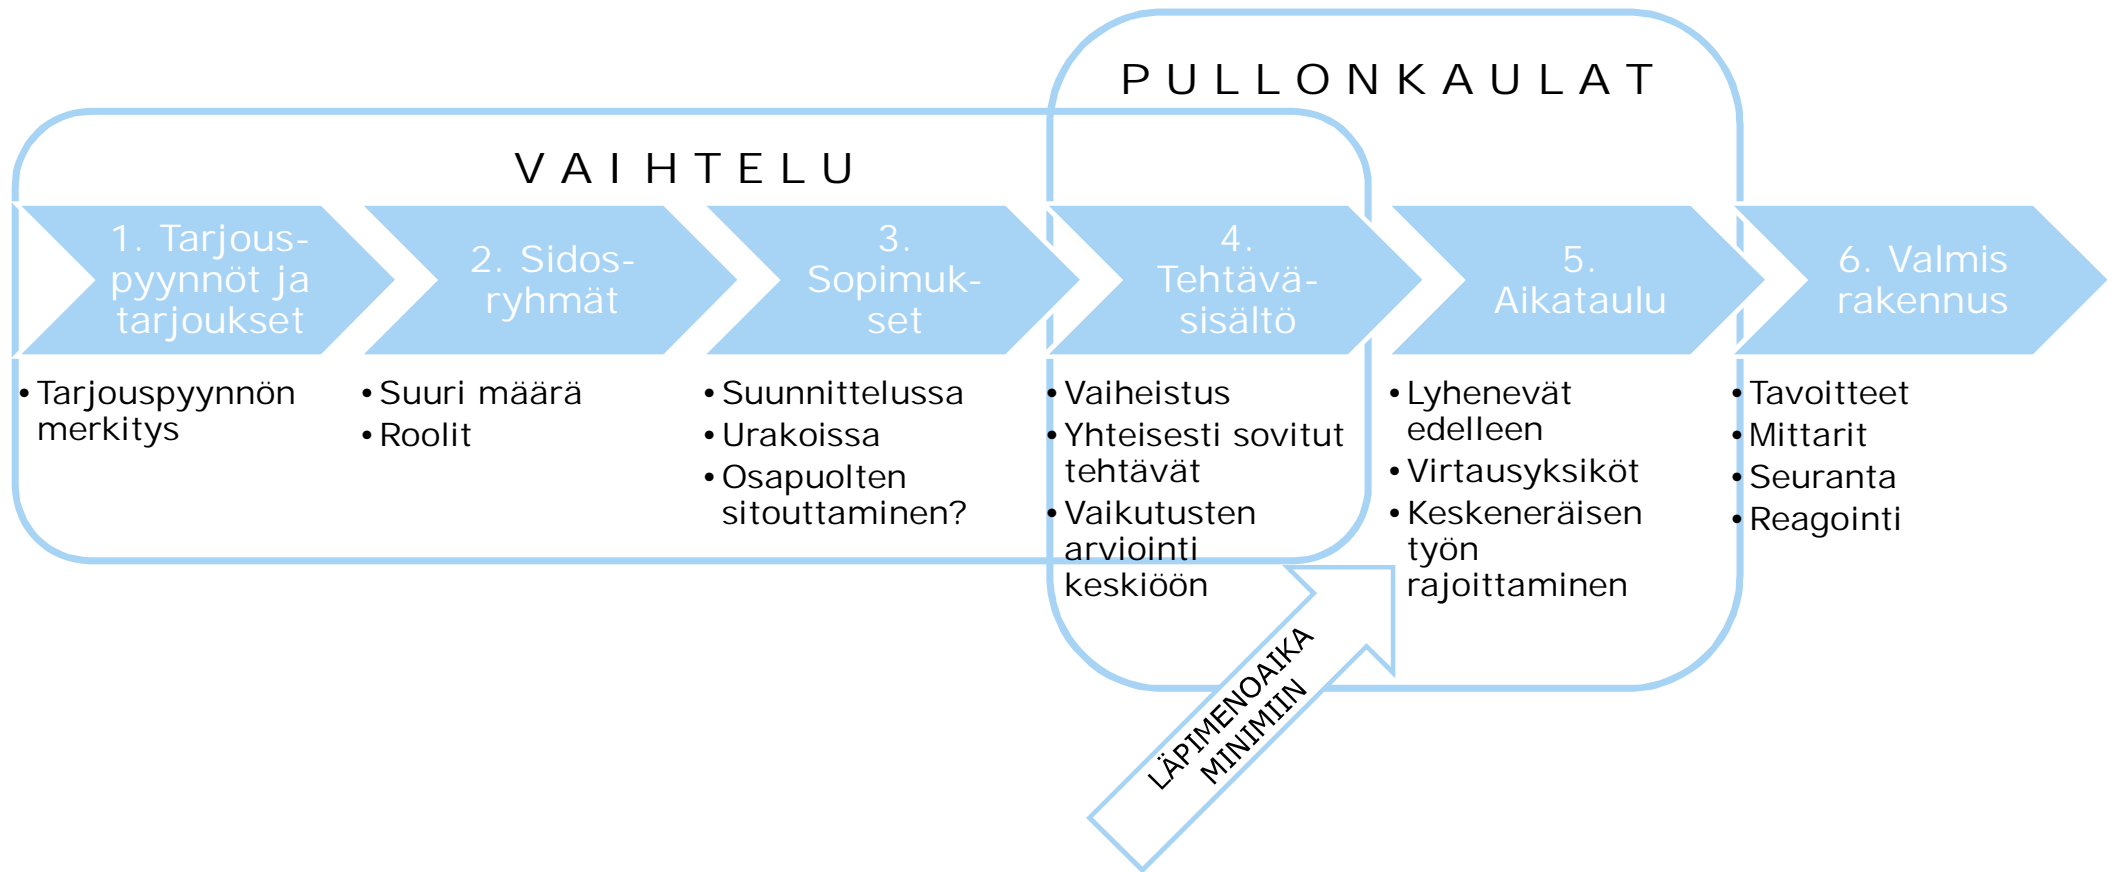 PULLONKAULAT
VAIHTELU
1. Tarjous-
pyynnöt ja
tarjoukset
2. Sidos-
ryhmät
3.
Sopimuk-
set
4.
Tehtävä-
sisältö
5.
Aikataulu
6. Valmis
rakennus
• Tarjouspyynnön
merkitys
• Suuri määrä
• Roolit
• Suunnittelussa
• Urakoissa
• Osapuolten
sitouttaminen?
• Vaiheistus
• Yhteisesti sovitut
tehtävät
• Vaikutusten
arviointi
keskiöön
• Lyhenevät
edelleen
• Virtausyksiköt
• Keskeneräisen
työn
rajoittaminen
• Tavoitteet
• Mittarit
• Seuranta
• Reagointi
LÄPIMENOAIKA
MINIMIIN